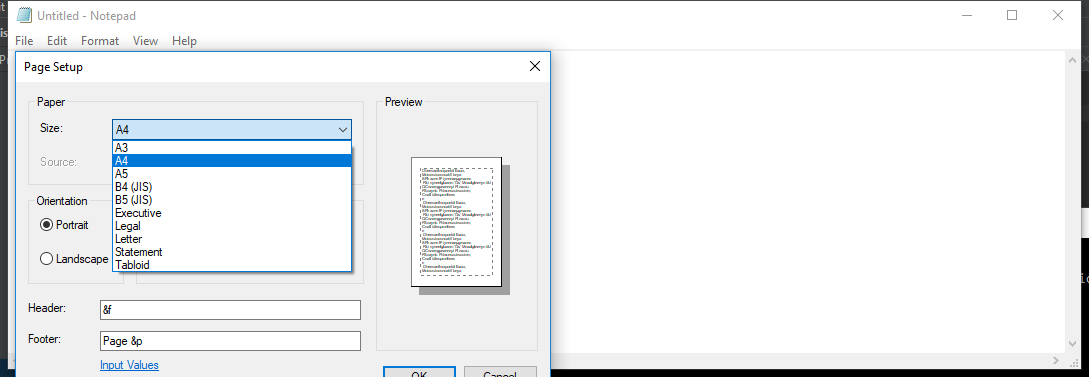 Untitled - Notepad
File Edit Format View Help
Page Setup
Paper
Size:
A4
A3
A4
A5
B4 (JIS)
B5 (JIS)
Executive
Legal
Letter
Statement
Tabloid
Source:
Orientation
Portrait
Landscape
Header:
&f
Footer:
Page &p
Input Values
Preview
OK
Cancel